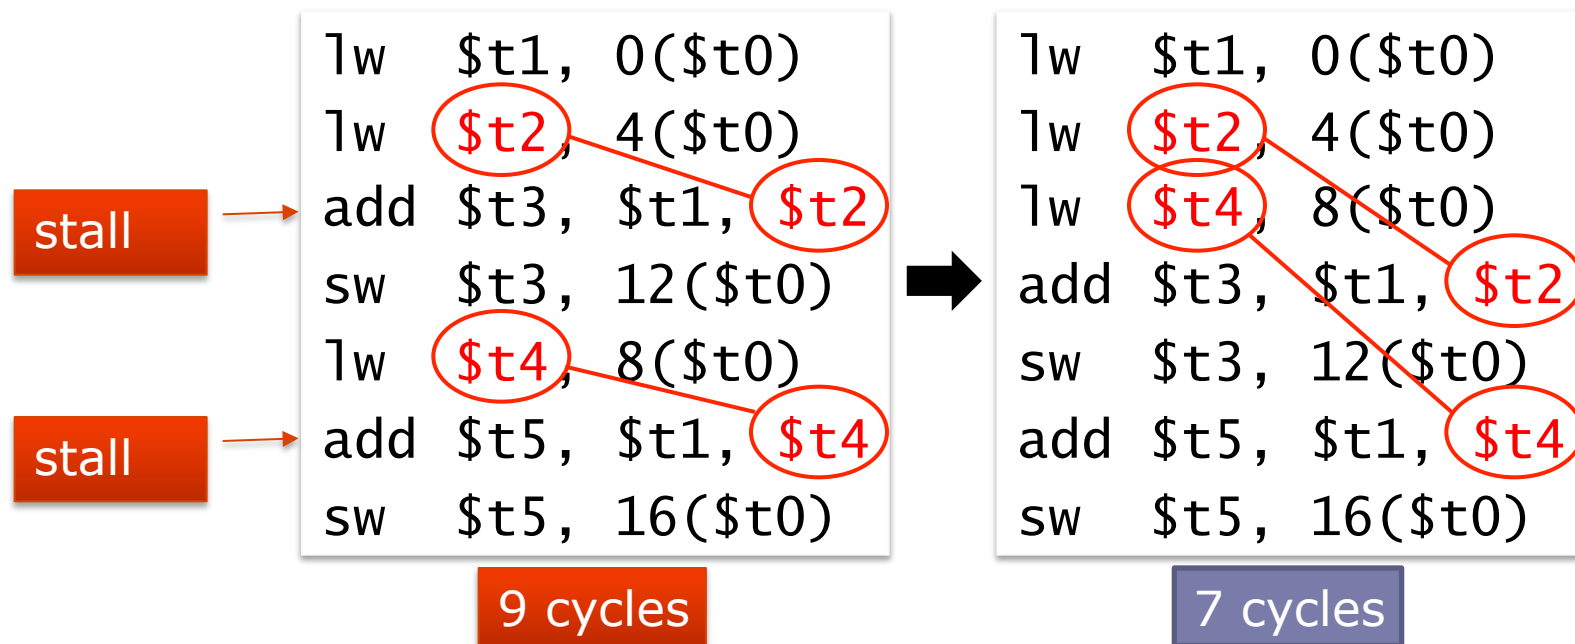 lw $t1, 0($t0)
lw $t2, 4($t0)
stall
add $t3, $t1, $t2
sw $t3, 12($t0)
lw $t4, 8($t0)
stall
add $t5, $t1, $t4
sw $t5, 16($t0)
9 cycles
lw $t1, 0($t0)
lw $t2, 4($t0)
lw $t4, 8($t0)
add $t3, $t1, $t2
sw $t3, 12($t0)
add $t5, $t1, $t4
sw $t5, 16($t0)
7 cycles